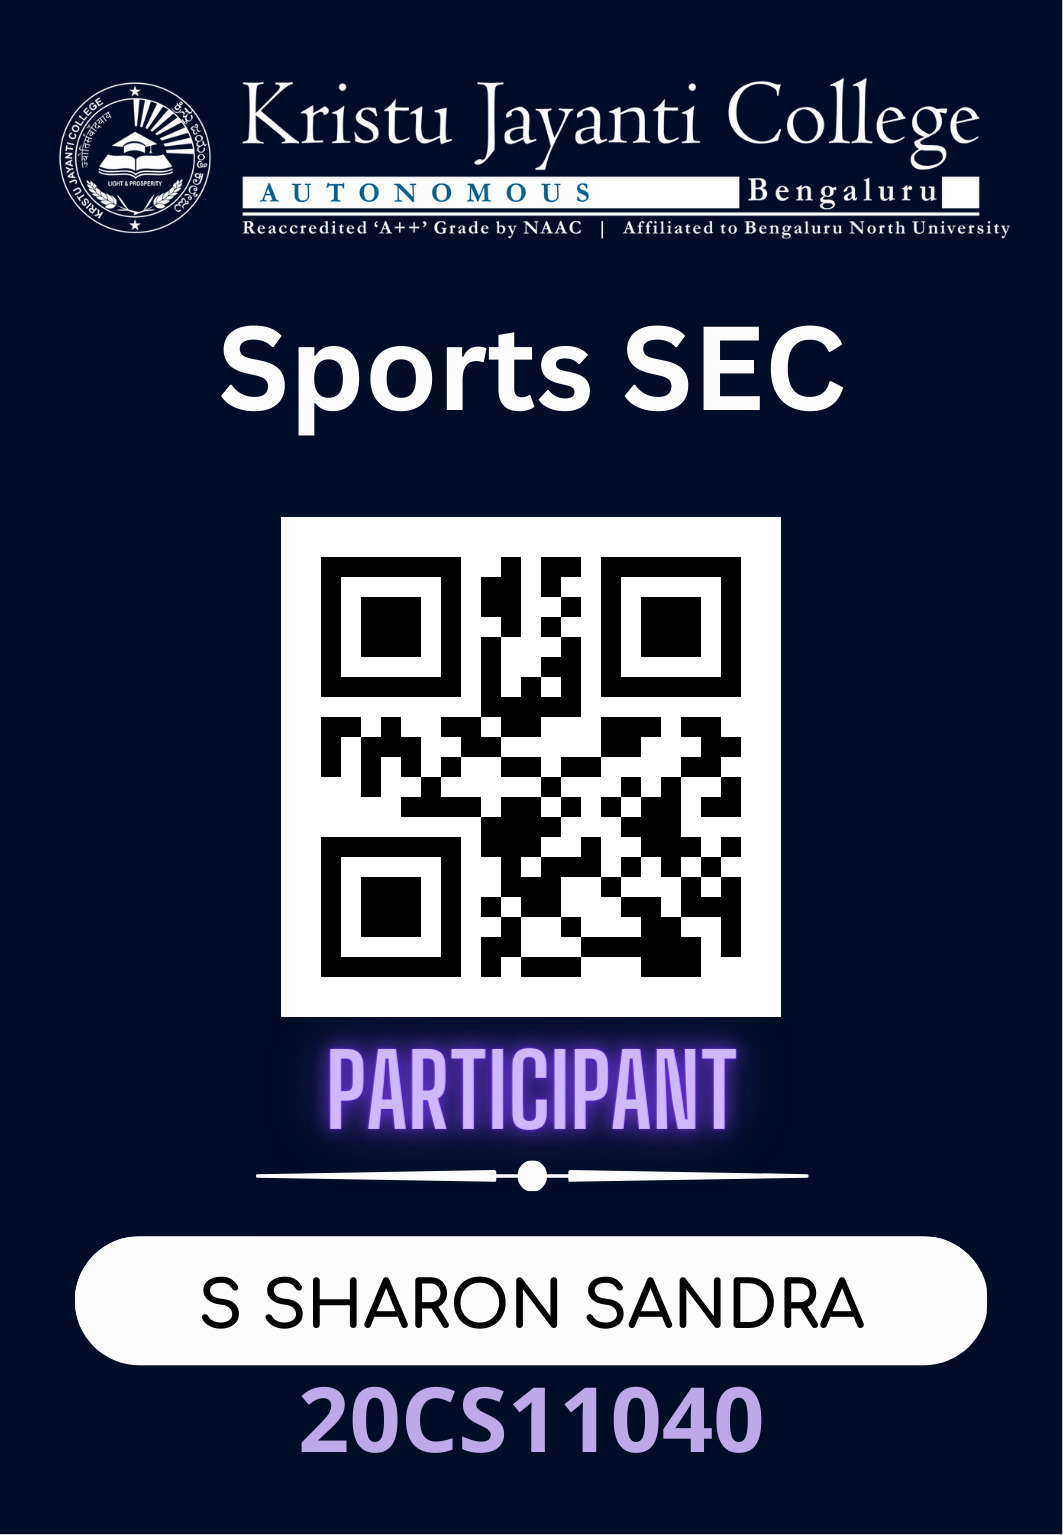 KRISTU JAYANTI COLLEGE
LIGHT & PROSPERITY
Kristu Jayanti College
AUTONOMOUS Bengaluru
Reaccredited ‘A++’ Grade by NAAC | Affiliated to Bengaluru North University
Sports SEC
PARTICIPANT
S SHARON SANDRA
20CS11040